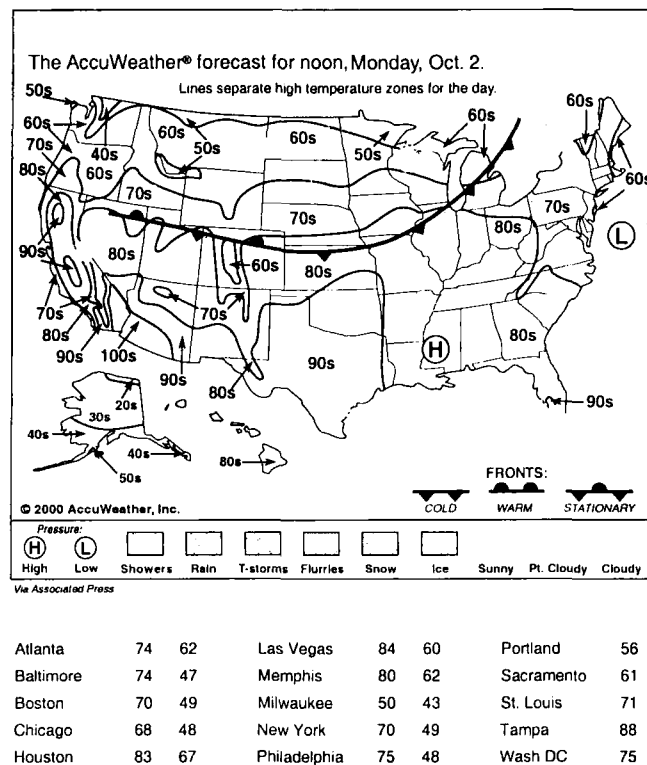 The AccuWeather® forecast for noon, Monday, Oct. 2.
Lines separate high temperature zones for the day.
50s
60s
70s
80s
90s
70s
80s
90s
100s
40s
60s
60s
50s
60s
50s
60s
60s
60s
60s
70s
70s
70s
80s
80s
80s
60s
70s
90s
80s
90s
80s
90s
L
H
20s
30s
40s
40s
50s
80s
FRONTS:
COLD WARM STATIONARY
© 2000 AccuWeather, Inc.
Pressure:
H L
High Low Showers Rain T-storms Flurries Snow Ice Sunny Pt. Cloudy Cloudy
Via Associated Press
Atlanta 74 62 Las Vegas 84 60 Portland 56
Baltimore 74 47 Memphis 80 62 Sacramento 61
Boston 70 49 Milwaukee 50 43 St. Louis 71
Chicago 68 48 New York 70 49 Tampa 88
Houston 83 67 Philadelphia 75 48 Wash DC 75